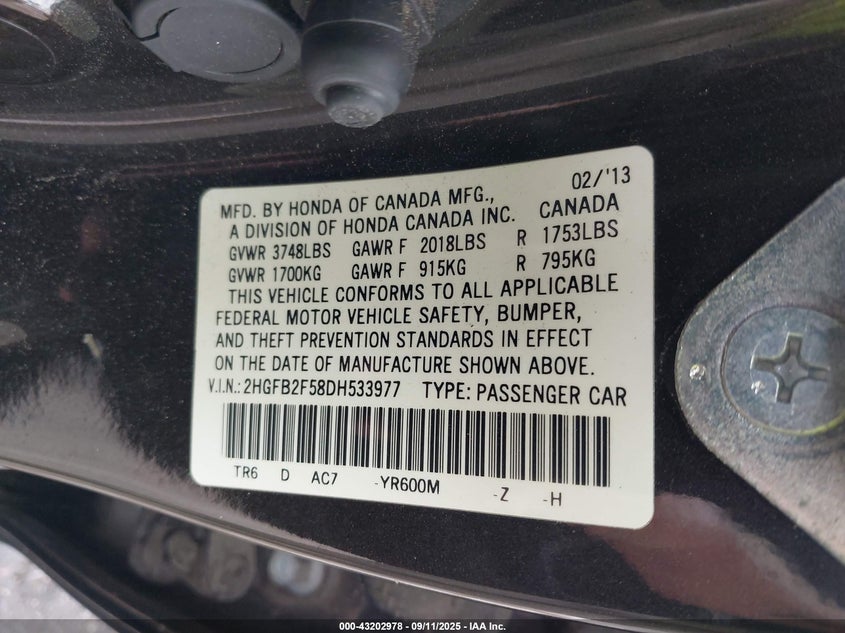 02/'13
MFD. BY HONDA OF CANADA MFG.,
A DIVISION OF HONDA CANADA INC. CANADA
GVWR 3748LBS GAWR F 2018LBS R 1753LBS
GVWR 1700KG GAWR F 915KG R 795KG
THIS VEHICLE CONFORMS TO ALL APPLICABLE
FEDERAL MOTOR VEHICLE SAFETY, BUMPER,
AND THEFT PREVENTION STANDARDS IN EFFECT
ON THE DATE OF MANUFACTURE SHOWN ABOVE.
V.I.N.: 2HGFB2F58DH533977 TYPE: PASSENGER CAR
TR6 D AC7 -YR600M -Z -H
000-43202978 - 09/11/2025 - IAA Inc.